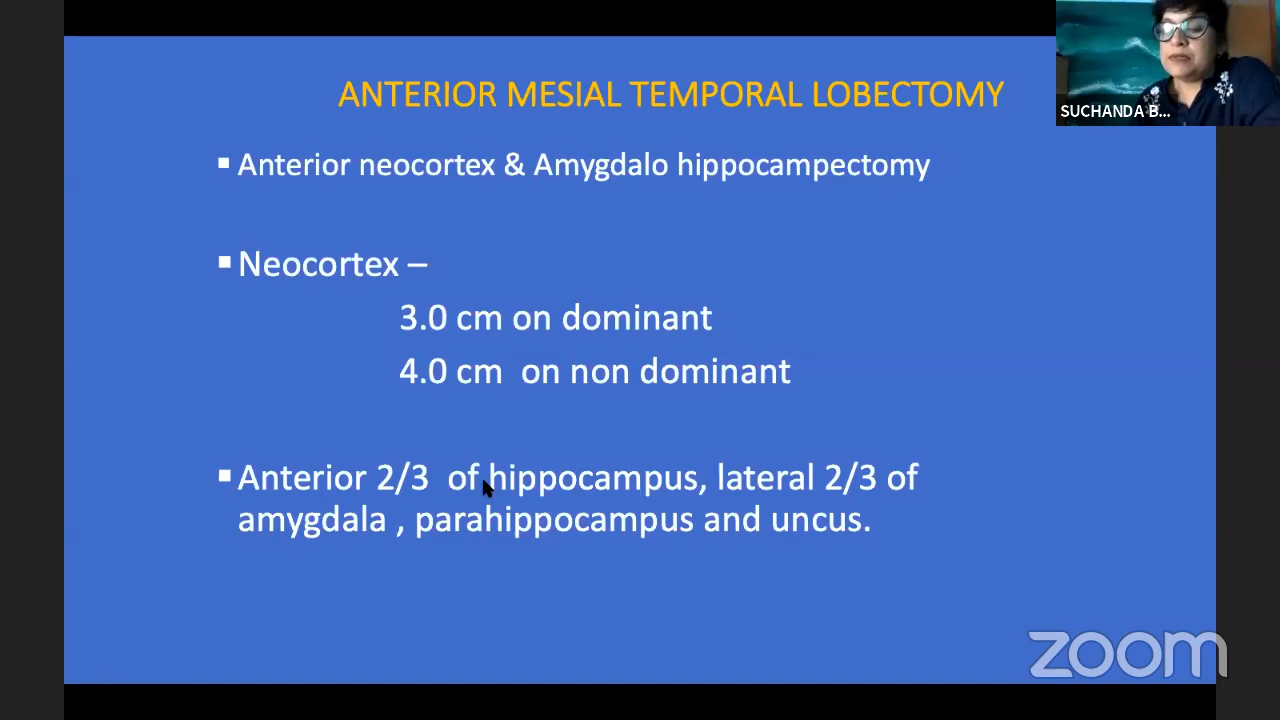 ANTERIOR MESIAL TEMPORAL LOBECTOMY
SUCHANDA B...
▪ Anterior neocortex & Amygdalo hippocampectomy
▪ Neocortex –
3.0 cm on dominant
4.0 cm on non dominant
▪ Anterior 2/3 of hippocampus, lateral 2/3 of
amygdala , parahippocampus and uncus.
zoom